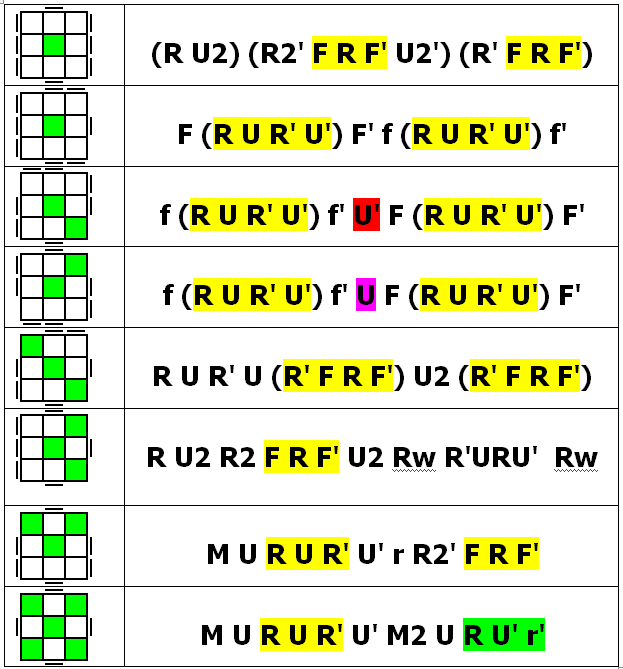 (R U2) (R2' F R F' U2') (R' F R F')
F (R U R' U') F' f (R U R' U') f'
f (R U R' U') f' U' F (R U R' U') F'
f (R U R' U') f' U F (R U R' U') F'
R U R' U (R' F R F') U2 (R' F R F')
R U2 R2 F R F' U2 Rw R'URU'  Rw
M U R U R' U' r R2' F R F'
M U R U R' U' M2 U R U' r'